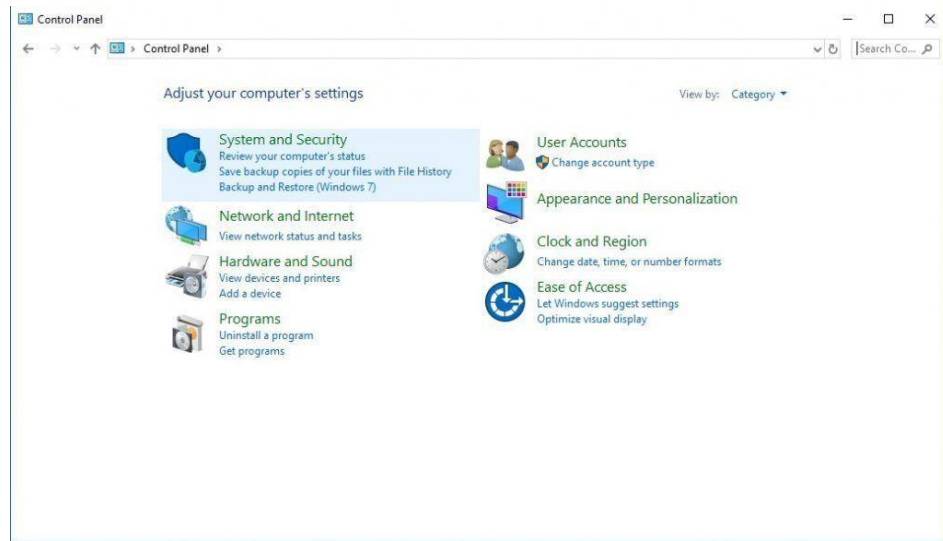 Control Panel
Control Panel
Search Co...
Adjust your computer's settings
View by: Category
System and Security
Review your computer's status
Save backup copies of your files with File History
Backup and Restore (Windows 7)
Network and Internet
View network status and tasks
Hardware and Sound
View devices and printers
Add a device
Programs
Uninstall a program
Get programs
User Accounts
Change account type
Appearance and Personalization
Clock and Region
Change date, time, or number formats
Ease of Access
Let Windows suggest settings
Optimize visual display